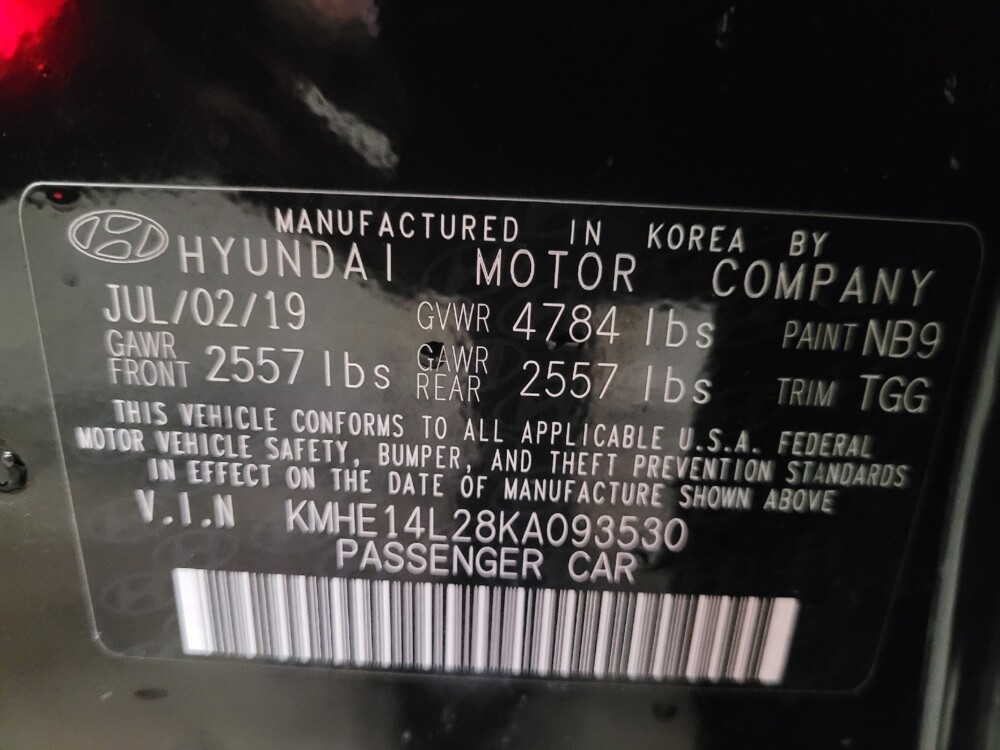 MANUFACTURED IN KOREA BY
HYUNDAI MOTOR COMPANY
JUL/02/19 GVWR 4784 lbs PAINT NB9
GAWR FRONT 2557 lbs GAWR REAR 2557 lbs TRIM TGG
THIS VEHICLE CONFORMS TO ALL APPLICABLE U.S.A. FEDERAL
MOTOR VEHICLE SAFETY, BUMPER, AND THEFT PREVENTION STANDARDS
IN EFFECT ON THE DATE OF MANUFACTURE SHOWN ABOVE
V.I.N KMHE14L28KA093530
PASSENGER CAR